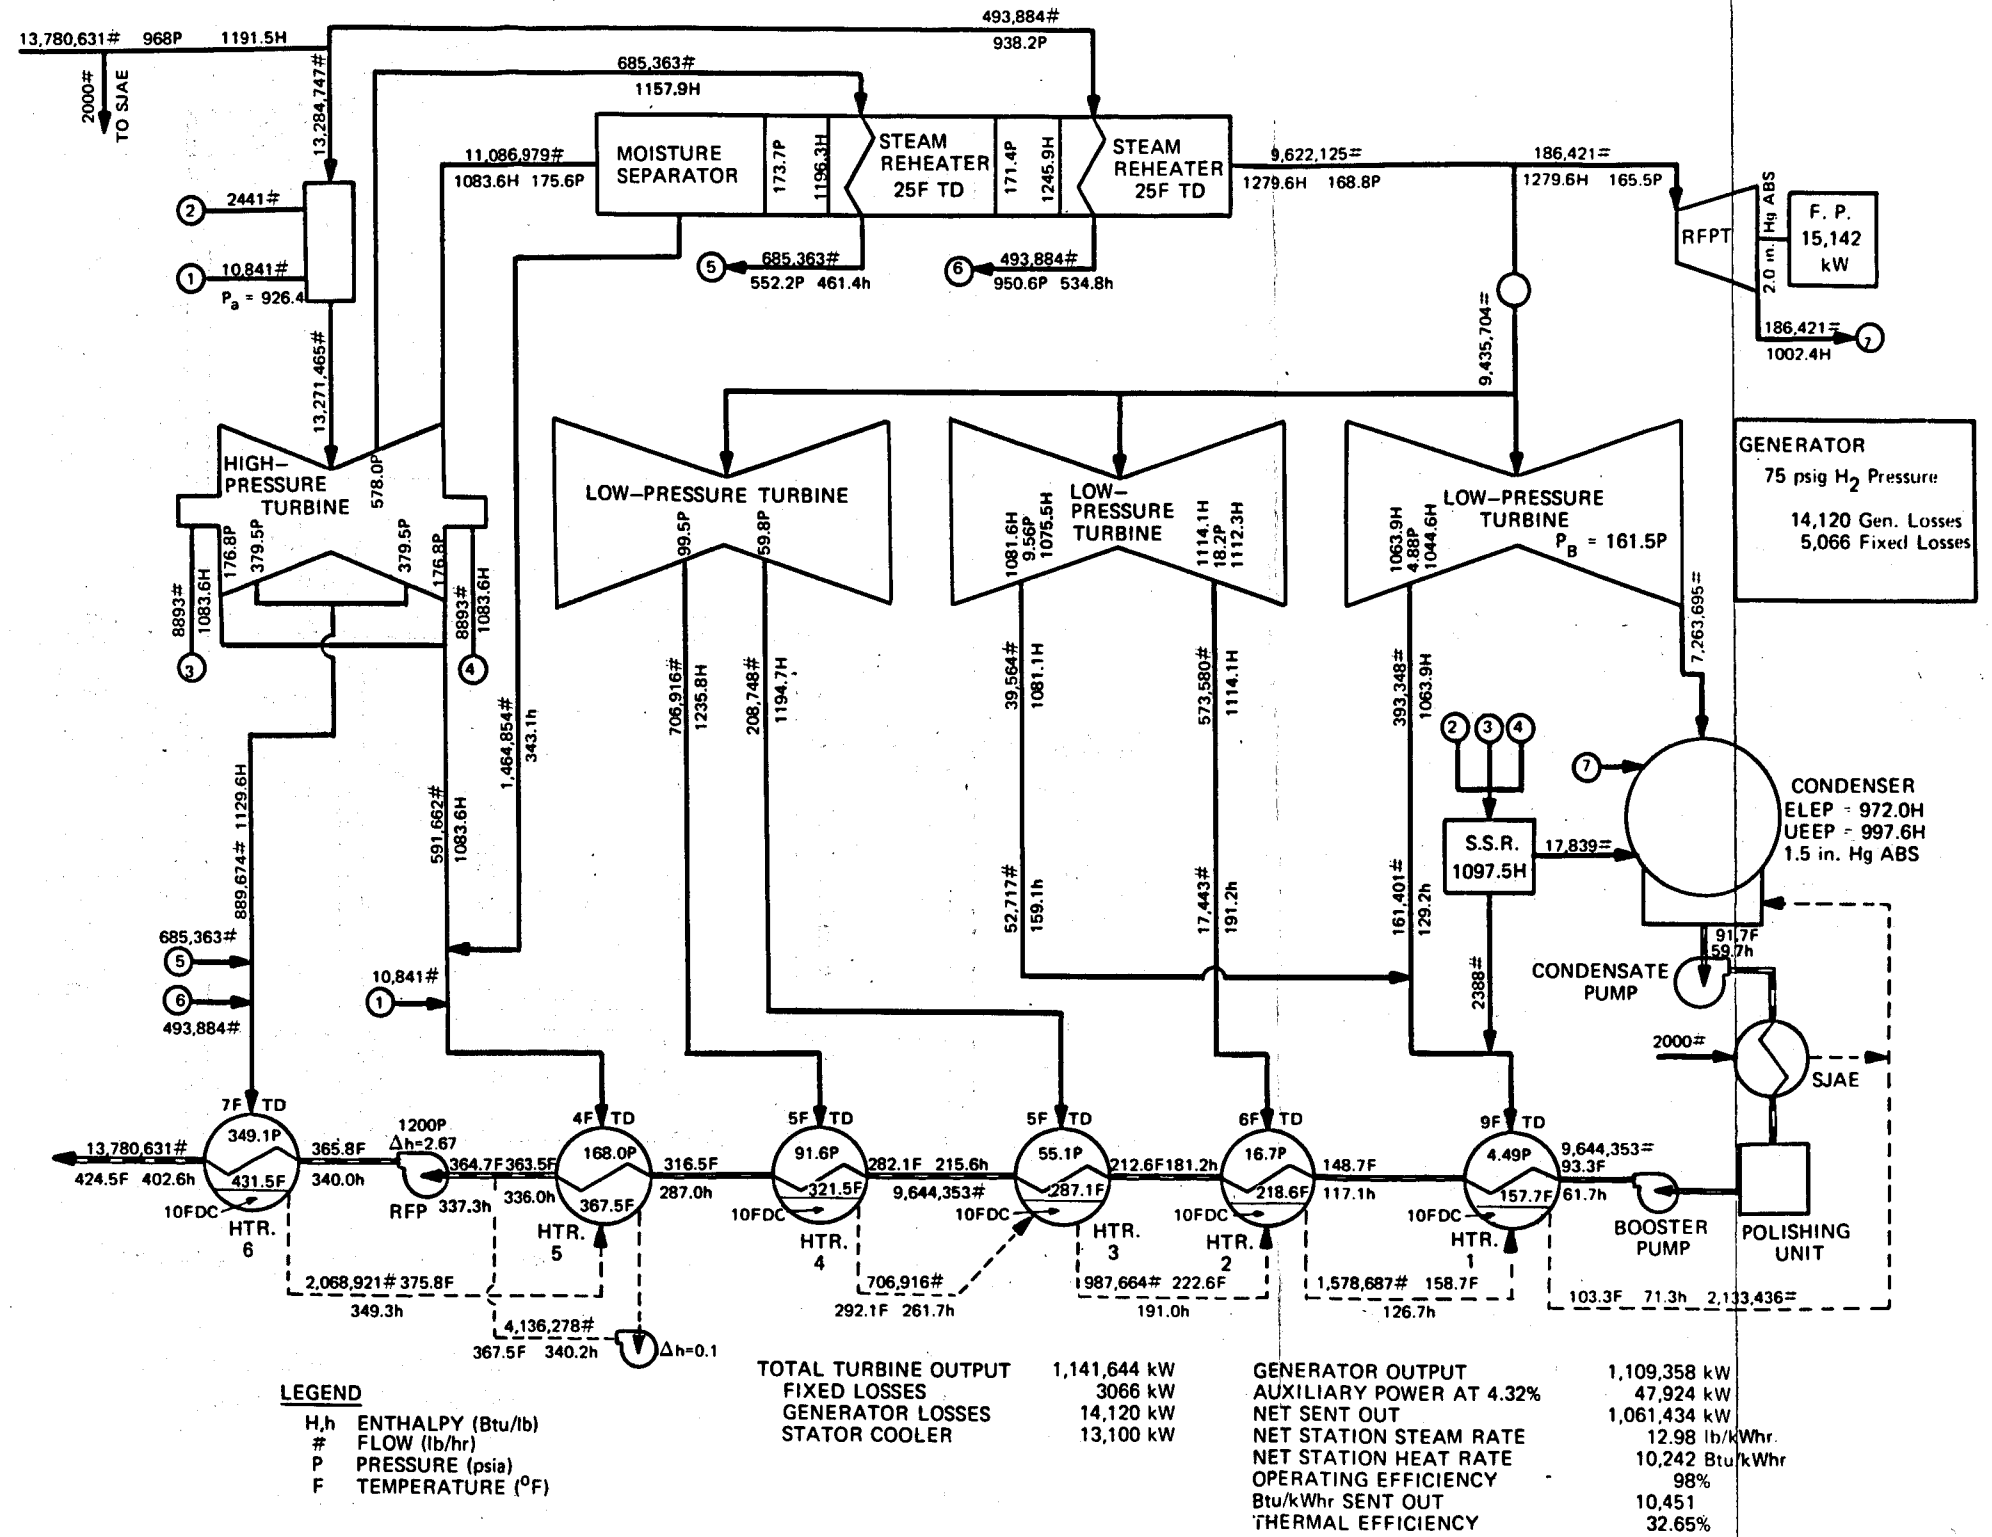 13,780,631# 968P 1191.5H
2000#
TO SJAE
13,284,747#
493,884#
938.2P
685,363#
1157.9H
② 2441#
① 10,841#
Pa = 926.4
13,271,465#
11,086,979#
1083.6H 175.6P
MOISTURE
SEPARATOR
173.7P
1196.3H
STEAM
REHEATER
25F TD
171.4P
1245.9H
STEAM
REHEATER
25F TD
9,622,125=
1279.6H 168.8P
186,421=
1279.6H 165.5P
RFPT
2.0 in. Hg ABS
F. P.
15,142
kW
186,421=
1002.4H
7
5
685,363#
552.2P 461.4h
6
493,884#
950.6P 534.8h
9,435,704=
HIGH–
PRESSURE
TURBINE
578.0P
176.8P
379.5P
379.5P
176.8P
8893#
1083.6H
3
8893#
1083.6H
4
LOW–PRESSURE TURBINE
99.5P
59.8P
LOW–
PRESSURE
TURBINE
1081.6H
9.56P
1075.5H
1114.1H
18.2P
1112.3H
LOW–PRESSURE
TURBINE
PB = 161.5P
1063.9H
4.88P
1044.6H
GENERATOR
75 psig H2 Pressure
14,120 Gen. Losses
5,066 Fixed Losses
7,263,695=
889,674# 1129.6H
591,662#
1083.6H
1,464,854#
343.1h
706,916#
1235.8H
208,748#
1194.7H
39,564#
1081.1H
573,580#
1114.1H
393,348#
1063.9H
52,717#
159.1h
17,443#
191.2h
161,401#
129.2h
2 3 4
S.S.R.
1097.5H
17,839=
2388#
7
CONDENSER
ELEP = 972.0H
UEEP = 997.6H
1.5 in. Hg ABS
91.7F
59.7h
CONDENSATE
PUMP
2000#
SJAE
POLISHING
UNIT
BOOSTER
PUMP
685,363#
5
6
493,884#
10,841#
1
13,780,631#
424.5F 402.6h
7F TD
349.1P
431.5F
10FDC
HTR.
6
365.8F
340.0h
1200P
Δh=2.67
RFP
364.7F 363.5F
337.3h
336.0h
4F TD
168.0P
367.5F
HTR.
5
316.5F
287.0h
5F TD
91.6P
321.5F
10FDC
HTR.
4
282.1F 215.6h
9,644,353#
5F TD
55.1P
287.1F
10FDC
HTR.
3
212.6F 181.2h
6F TD
16.7P
218.6F
10FDC
HTR.
2
148.7F
117.1h
9F TD
4.49P
157.7F
10FDC
HTR.
1
9,644,353=
93.3F
61.7h
2,068,921# 375.8F
349.3h
4,136,278#
367.5F 340.2h
Δh=0.1
706,916#
292.1F 261.7h
987,664# 222.6F
191.0h
1,578,687# 158.7F
126.7h
103.3F 71.3h 2,133,436=
LEGEND
H,h ENTHALPY (Btu/lb)
# FLOW (lb/hr)
P PRESSURE (psia)
F TEMPERATURE (°F)
TOTAL TURBINE OUTPUT 1,141,644 kW
FIXED LOSSES 3066 kW
GENERATOR LOSSES 14,120 kW
STATOR COOLER 13,100 kW
GENERATOR OUTPUT 1,109,358 kW
AUXILIARY POWER AT 4.32% 47,924 kW
NET SENT OUT 1,061,434 kW
NET STATION STEAM RATE 12.98 lb/kWhr.
NET STATION HEAT RATE 10,242 Btu/kWhr
OPERATING EFFICIENCY 98%
Btu/kWhr SENT OUT 10,451
THERMAL EFFICIENCY 32.65%